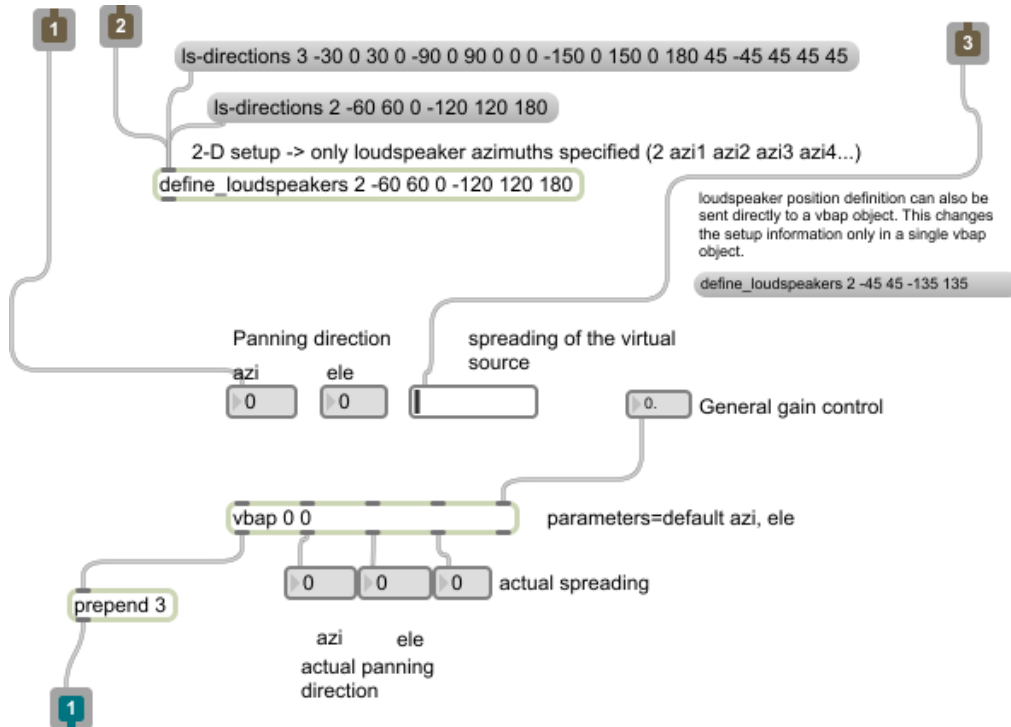 1
2
3
ls-directions 3 -30 0 30 0 -90 0 90 0 0 0 -150 0 150 0 180 45 -45 45 45 45
ls-directions 2 -60 60 0 -120 120 180
2-D setup -> only loudspeaker azimuths specified (2 azi1 azi2 azi3 azi4...)
define_loudspeakers 2 -60 60 0 -120 120 180
loudspeaker position definition can also be
sent directly to a vbap object. This changes
the setup information only in a single vbap
object.
define_loudspeakers 2 -45 45 -135 135
Panning direction
azi
ele
0
0
spreading of the virtual
source
0.
General gain control
vbap 0 0
parameters=default azi, ele
0
0
0
actual spreading
prepend 3
azi
ele
actual panning
direction
1